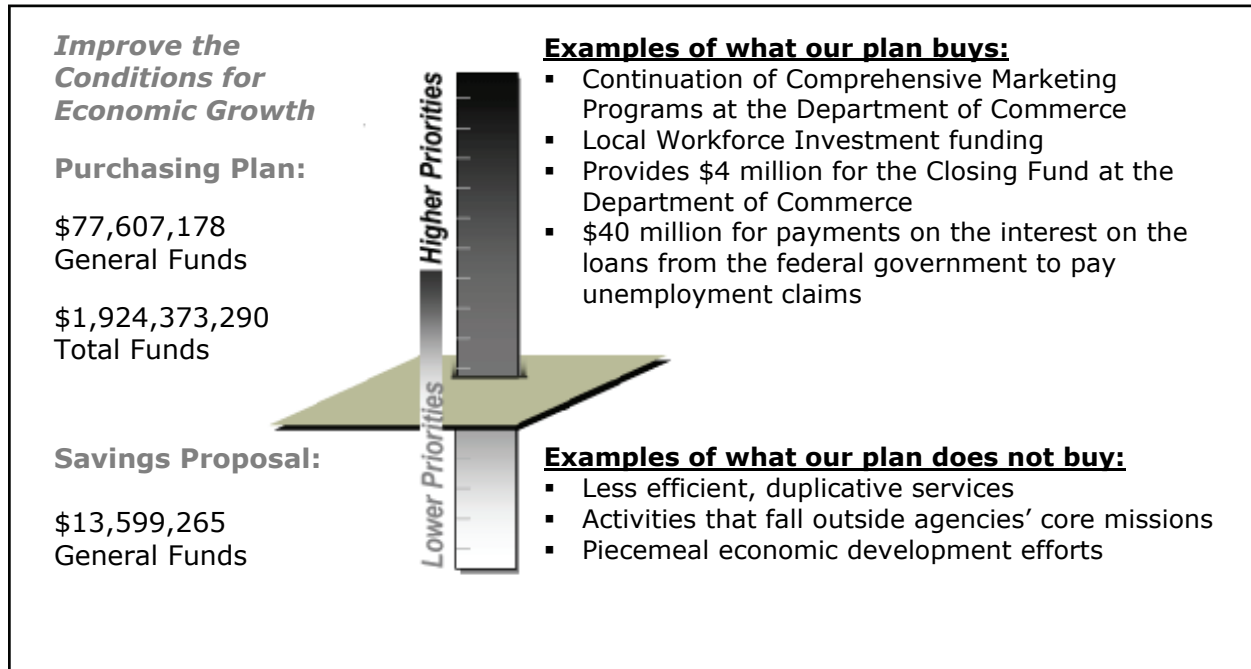 Improve the
Conditions for
Economic Growth
Purchasing Plan:
$77,607,178
General Funds
$1,924,373,290
Total Funds
Savings Proposal:
$13,599,265
General Funds
Higher Priorities
Lower Priorities
Examples of what our plan buys:
▪ Continuation of Comprehensive Marketing
Programs at the Department of Commerce
▪ Local Workforce Investment funding
▪ Provides $4 million for the Closing Fund at the
Department of Commerce
▪ $40 million for payments on the interest on the
loans from the federal government to pay
unemployment claims
Examples of what our plan does not buy:
▪ Less efficient, duplicative services
▪ Activities that fall outside agencies’ core missions
▪ Piecemeal economic development efforts